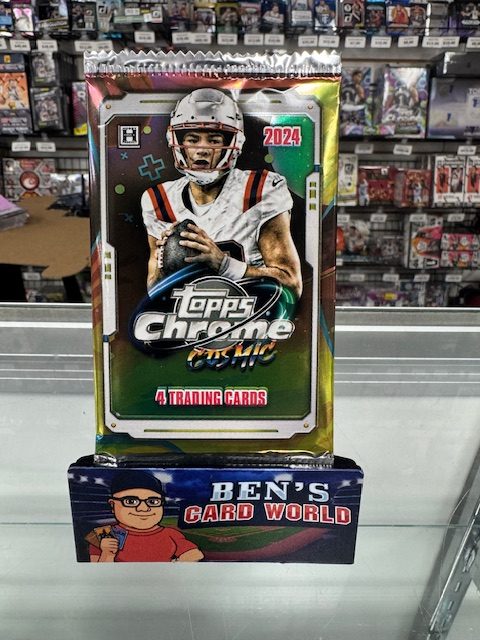 2024
Topps
Chrome
COSMIC
4 TRADING CARDS
BEN'S
CARD WORLD